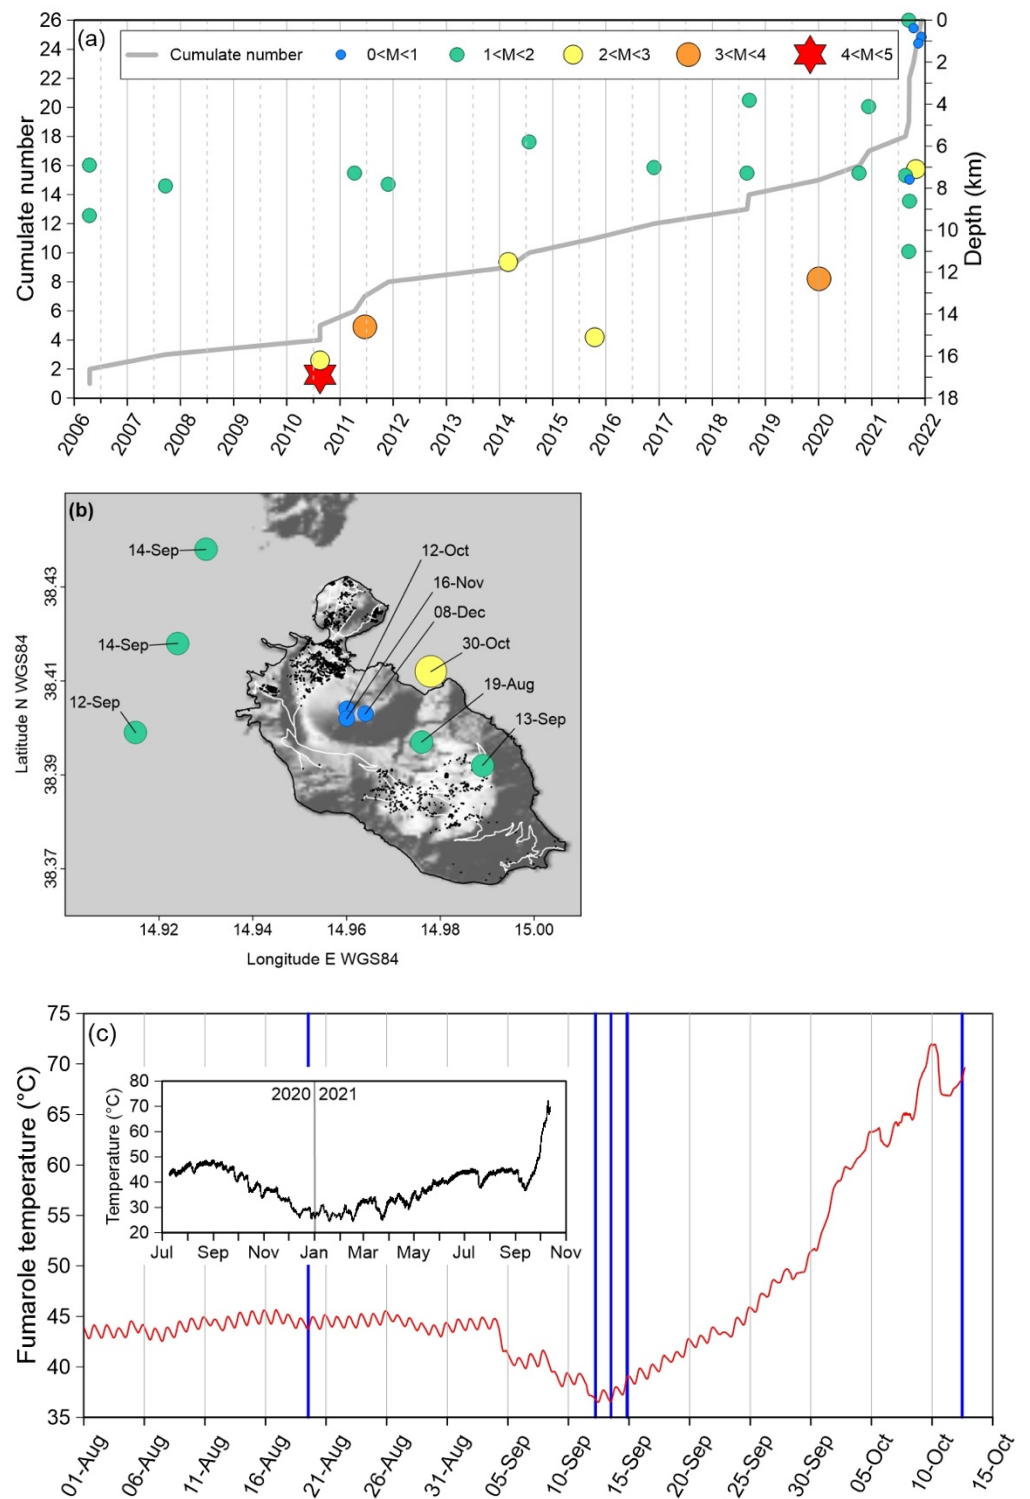 (a)
Cumulate number 0<M<1 1<M<2 2<M<3 3<M<4 4<M<5
Cumulate number
26
24
22
20
18
16
14
12
10
8
6
4
2
0
0
2
4
6
8
10
12
14
16
18
Depth (km)
2006 2007 2008 2009 2010 2011 2012 2013 2014 2015 2016 2017 2018 2019 2020 2021 2022
(b)
14-Sep
12-Oct
16-Nov
08-Dec
14-Sep
30-Oct
19-Aug
12-Sep
13-Sep
Latitude N WGS84
38.43
38.41
38.39
38.37
14.92 14.94 14.96 14.98 15.00
Longitude E WGS84
(c)
Fumarole temperature (°C)
75
70
65
60
55
50
45
40
35
2020 2021
Temperature (°C)
80
70
60
50
40
30
20
Jul Sep Nov Jan Mar May Jul Sep Nov
01-Aug 06-Aug 11-Aug 16-Aug 21-Aug 26-Aug 31-Aug 05-Sep 10-Sep 15-Sep 20-Sep 25-Sep 30-Sep 05-Oct 10-Oct 15-Oct